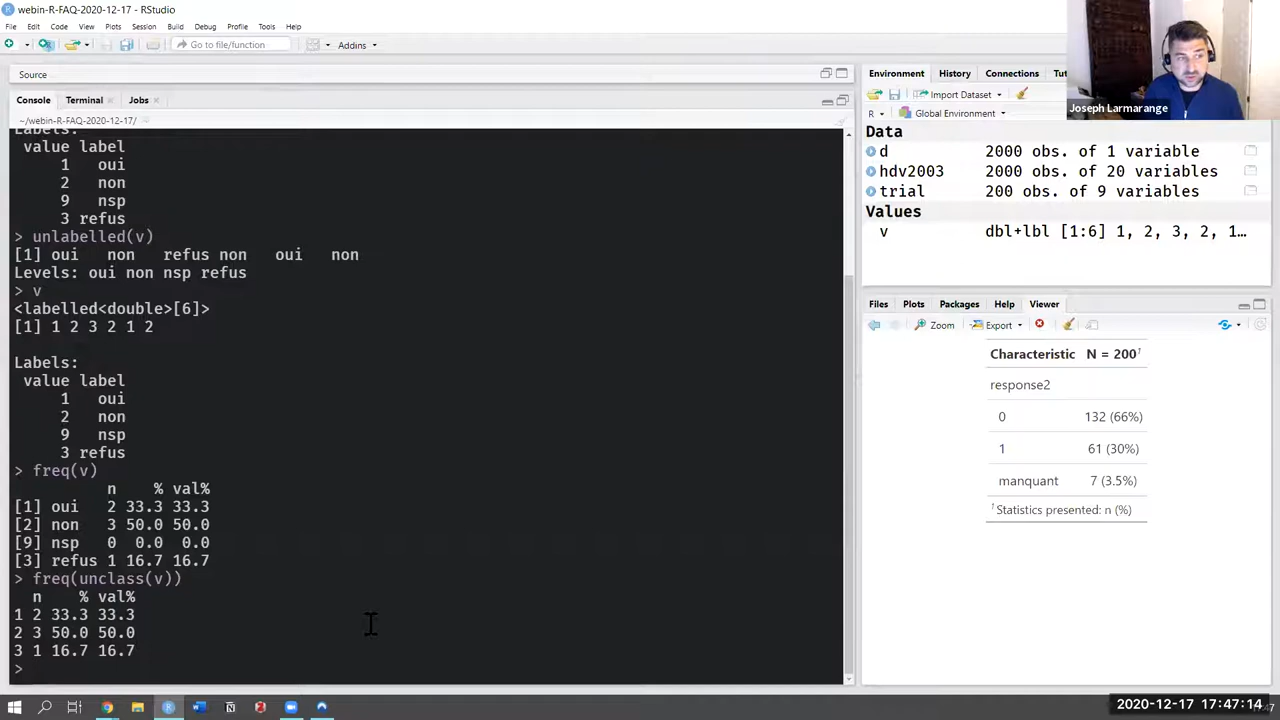 webin-R-FAQ-2020-12-17 - RStudio
File Edit Code View Plots Session Build Debug Profile Tools Help
Go to file/function
Addins
Source
Console Terminal Jobs
~/webin-R-FAQ-2020-12-17/
Labels:
value label
1 oui
2 non
9 nsp
3 refus
> unlabelled(v)
[1] oui non refus non oui non
Levels: oui non nsp refus
> v
<labelled<double>[6]>
[1] 1 2 3 2 1 2
Labels:
value label
1 oui
2 non
9 nsp
3 refus
> freq(v)
n % val%
[1] oui 2 33.3 33.3
[2] non 3 50.0 50.0
[9] nsp 0 0.0 0.0
[3] refus 1 16.7 16.7
> freq(unclass(v))
n % val%
1 2 33.3 33.3
2 3 50.0 50.0
3 1 16.7 16.7
>
Environment History Connections Tut
Joseph Larmarange
Import Dataset
R Global Environment
Data
d 2000 obs. of 1 variable
hdv2003 2000 obs. of 20 variables
trial 200 obs. of 9 variables
Values
v dbl+lbl [1:6] 1, 2, 3, 2, 1…
Files Plots Packages Help Viewer
Zoom Export
Characteristic N = 200¹
response2
0 132 (66%)
1 61 (30%)
manquant 7 (3.5%)
¹ Statistics presented: n (%)
2020-12-17 17:47:14